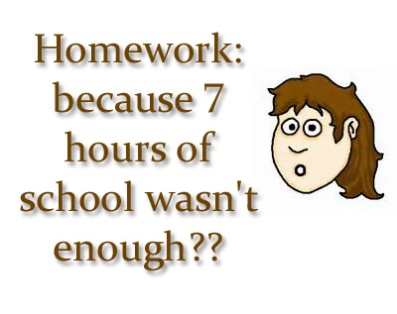 Homework:
because 7
hours of
school wasn't
enough??